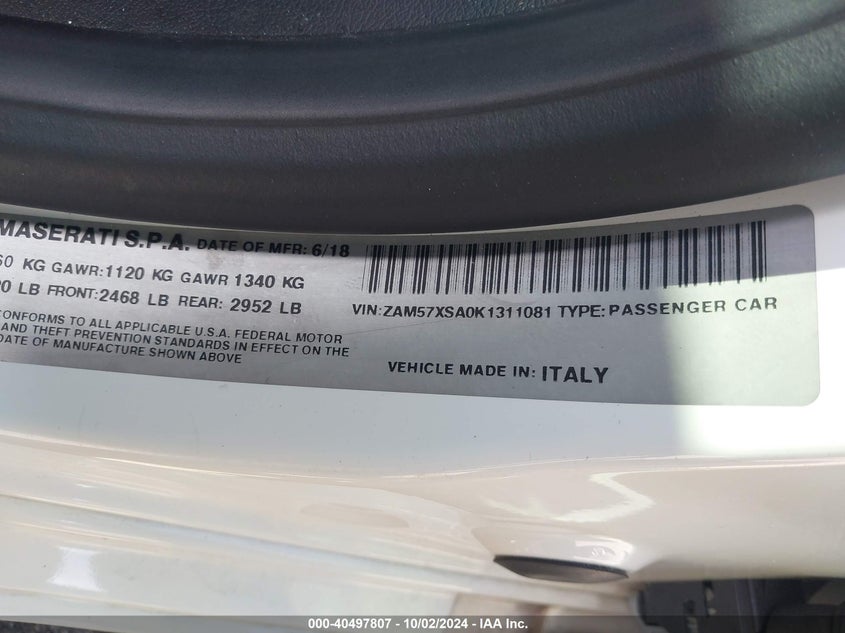 MASERATI S.P.A. DATE OF MFR: 6/18
60 KG GAWR:1120 KG GAWR 1340 KG
LB FRONT:2468 LB REAR: 2952 LB
CONFORMS TO ALL APPLICABLE U.S.A. FEDERAL MOTOR
AND THEFT PREVENTION STANDARDS IN EFFECT ON THE
DATE OF MANUFACTURE SHOWN ABOVE
VIN:ZAM57XSA0K1311081 TYPE:PASSENGER CAR
VEHICLE MADE IN: ITALY
000-40497807 - 10/02/2024 - IAA Inc.